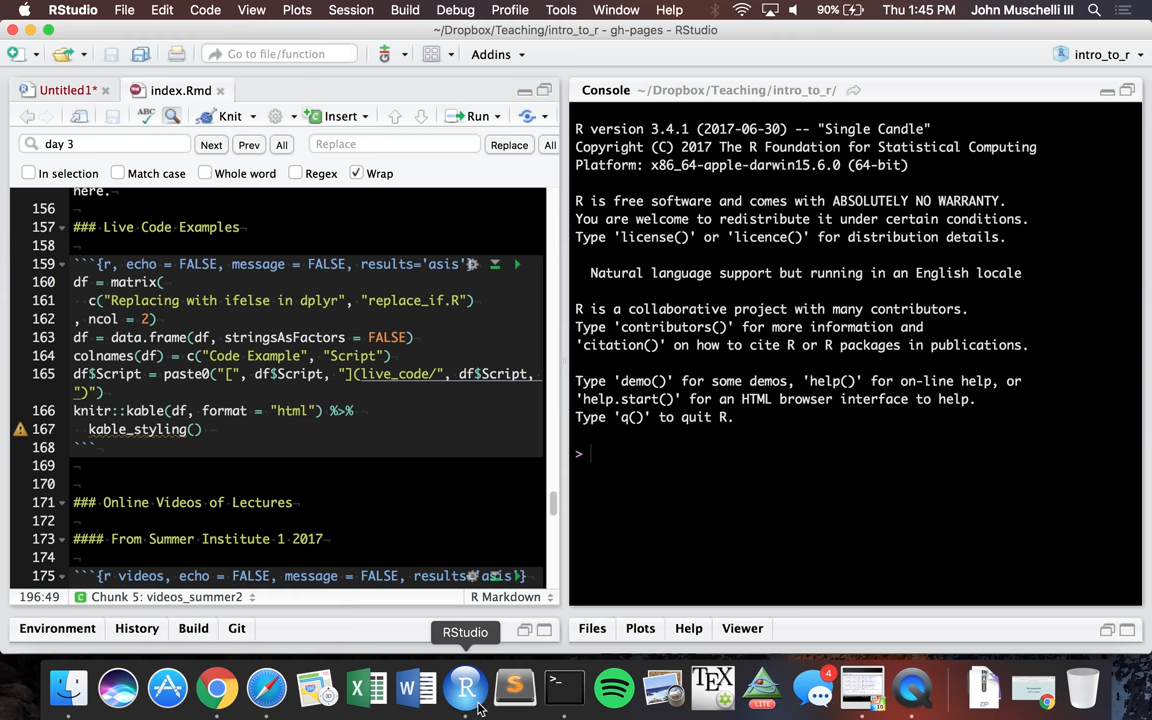 RStudio File Edit Code View Plots Session Build Debug Profile Tools Window Help 90% Thu 1:45 PM John Muschelli III
~/Dropbox/Teaching/intro_to_r - gh-pages - RStudio
Go to file/function Addins intro_to_r
Untitled1* index.Rmd
ABC Knit Insert Run
day 3 Next Prev All Replace Replace All
In selection Match case Whole word Regex Wrap
here.
156
157 ### Live Code Examples
158
159 ```{r, echo = FALSE, message = FALSE, results='asis'}
160 df = matrix(
161 c("Replacing with ifelse in dplyr", "replace_if.R")
162 , ncol = 2)
163 df = data.frame(df, stringsAsFactors = FALSE)
164 colnames(df) = c("Code Example", "Script")
165 df$Script = paste0("[", df$Script, "](live_code/", df$Script,
")")
166 knitr::kable(df, format = "html") %>%
167 kable_styling()
168 ```
169
170
171 ### Online Videos of Lectures
172
173 #### From Summer Institute 1 2017
174
175 ```{r videos, echo = FALSE, message = FALSE, results='asis'}
196:49 Chunk 5: videos_summer2 R Markdown
Environment History Build Git
Console ~/Dropbox/Teaching/intro_to_r/
R version 3.4.1 (2017-06-30) -- "Single Candle"
Copyright (C) 2017 The R Foundation for Statistical Computing
Platform: x86_64-apple-darwin15.6.0 (64-bit)
R is free software and comes with ABSOLUTELY NO WARRANTY.
You are welcome to redistribute it under certain conditions.
Type 'license()' or 'licence()' for distribution details.
Natural language support but running in an English locale
R is a collaborative project with many contributors.
Type 'contributors()' for more information and
'citation()' on how to cite R or R packages in publications.
Type 'demo()' for some demos, 'help()' for on-line help, or
'help.start()' for an HTML browser interface to help.
Type 'q()' to quit R.
>
Files Plots Help Viewer
RStudio
X W R S >_ TEX LITE 4 ZIP